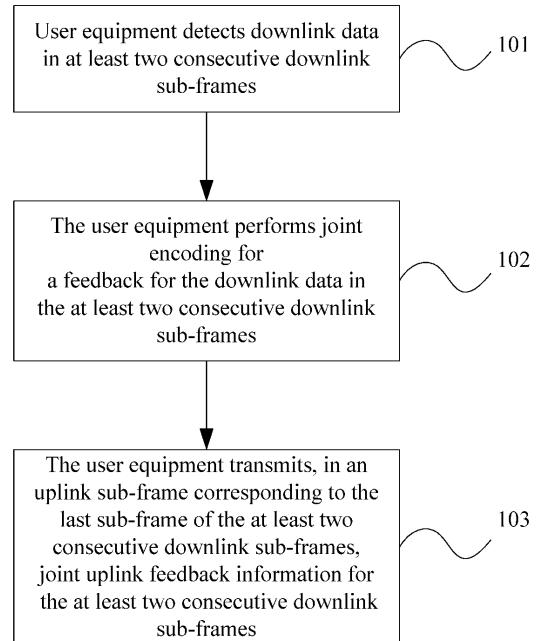 User equipment detects downlink data
in at least two consecutive downlink
sub-frames
101
The user equipment performs joint
encoding for
a feedback for the downlink data in
the at least two consecutive downlink
sub-frames
102
The user equipment transmits, in an
uplink sub-frame corresponding to the
last sub-frame of the at least two
consecutive downlink sub-frames,
joint uplink feedback information for
the at least two consecutive downlink
sub-frames
103